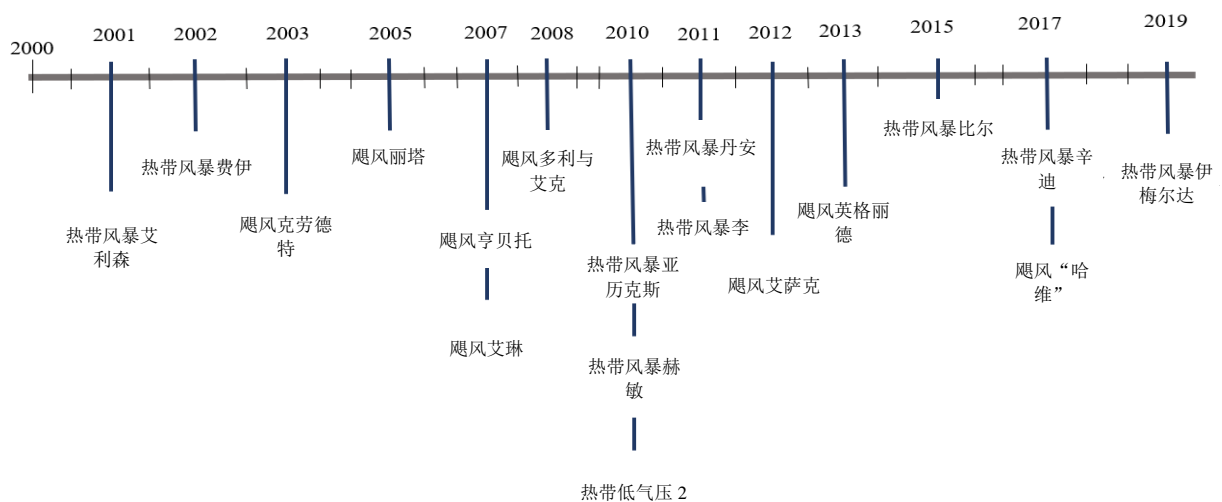 2000
2001
2002
2003
2005
2007
2008
2010
2011
2012
2013
2015
2017
2019
热带风暴艾
利森
热带风暴费伊
飓风克劳德
特
飓风丽塔
飓风亨贝托
飓风艾琳
飓风多利与
艾克
热带风暴亚
历克斯
热带风暴赫
敏
热带低气压 2
热带风暴丹安
热带风暴李
飓风艾萨克
飓风英格丽
德
热带风暴比尔
热带风暴辛
迪
飓风“哈
维”
热带风暴伊
梅尔达